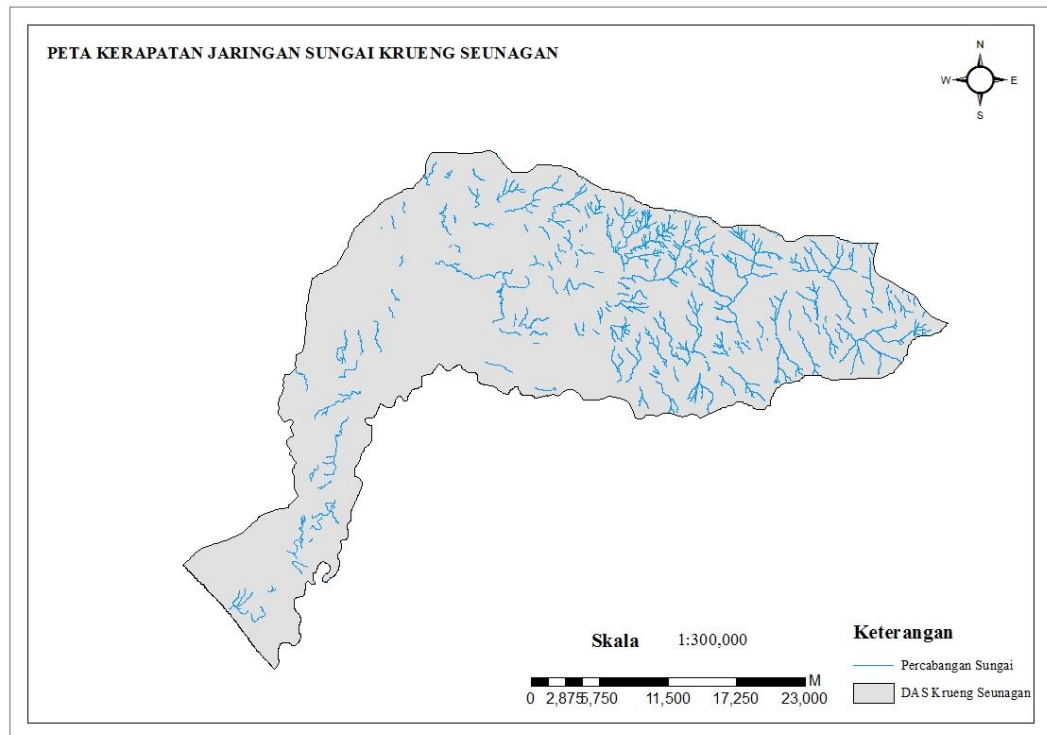 PETA KERAPATAN JARINGAN SUNGAI KRUENG SEUNAGAN
N
W E
S
Skala 1:300,000
M
0 2,875 5,750 11,500 17,250 23,000
Keterangan
Percabangan Sungai
DAS Krueng Seunagan